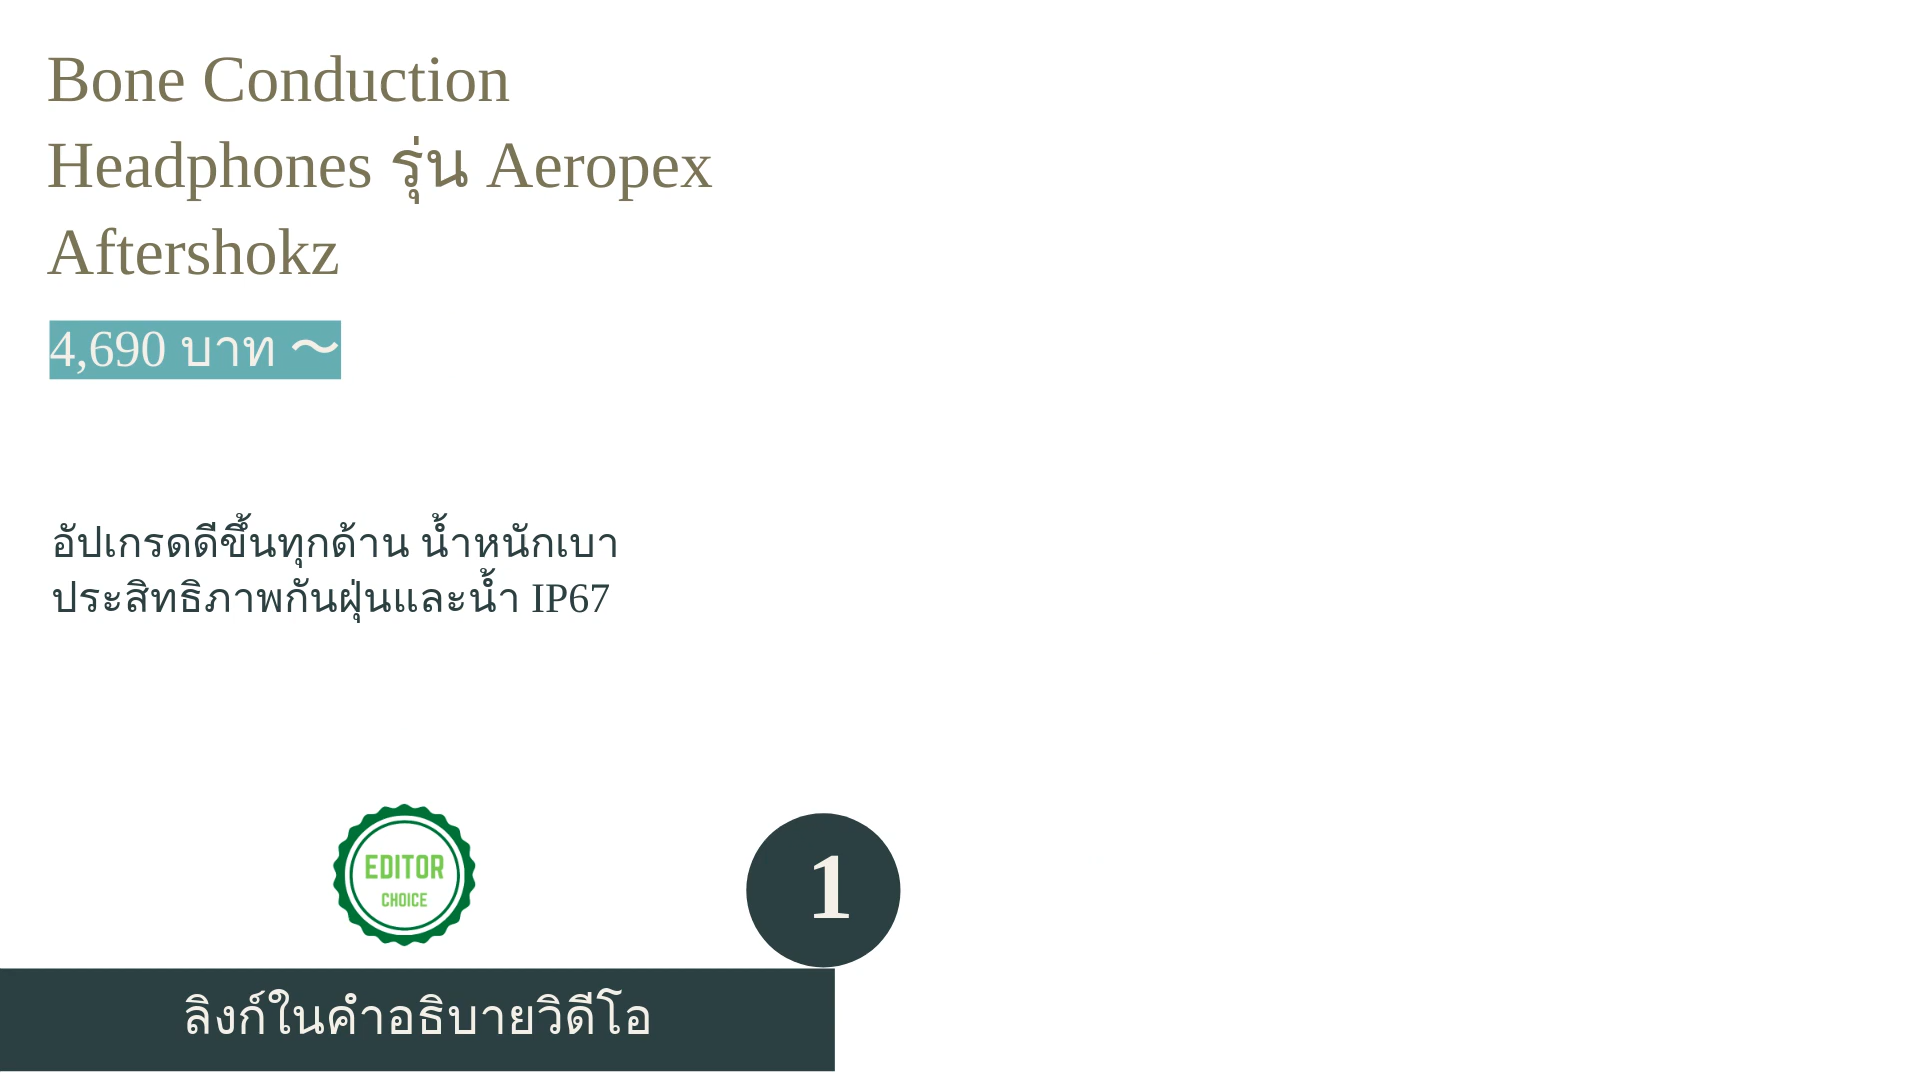 Bone Conduction
Headphones รุ่น Aeropex
Aftershokz
4,690 บาท ～
อัปเกรดดีขึ้นทุกด้าน น้ำหนักเบา
ประสิทธิภาพกันฝุ่นและน้ำ IP67
EDITOR
CHOICE
1
ลิงก์ในคำอธิบายวิดีโอ